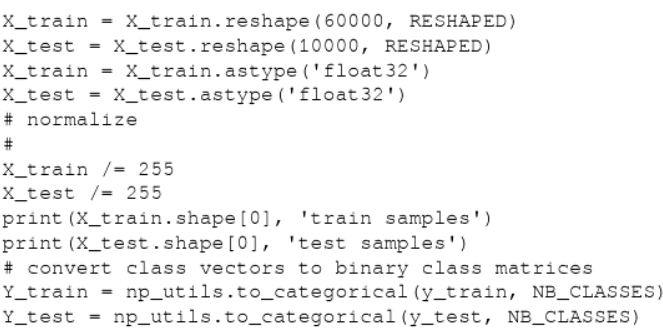 X_train = X_train.reshape(60000, RESHAPED)
X_test = X_test.reshape(10000, RESHAPED)
X_train = X_train.astype('float32')
X_test = X_test.astype('float32')
# normalize
#
X_train /= 255
X_test /= 255
print(X_train.shape[0], 'train samples')
print(X_test.shape[0], 'test samples')
# convert class vectors to binary class matrices
Y_train = np_utils.to_categorical(y_train, NB_CLASSES)
Y_test = np_utils.to_categorical(y_test, NB_CLASSES)